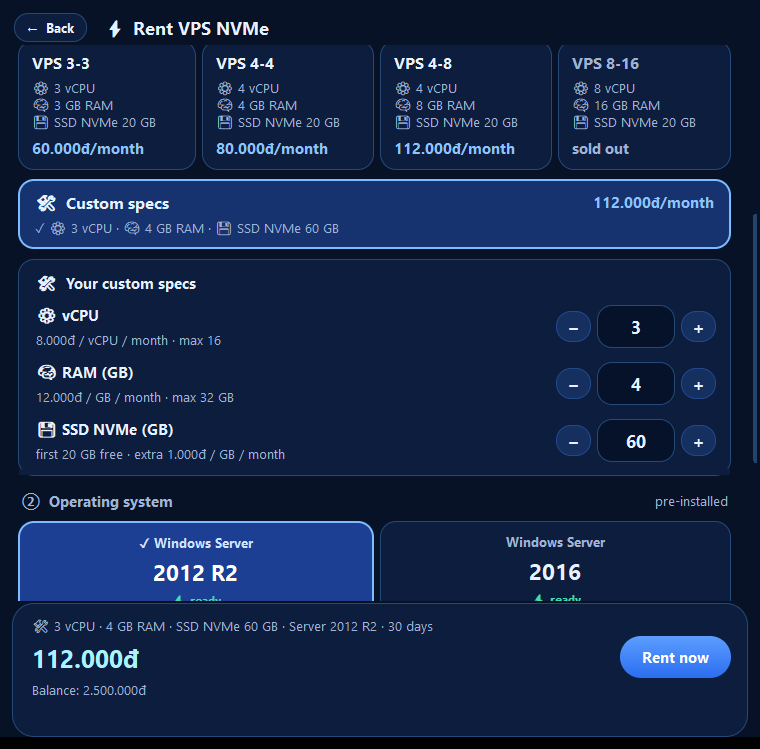 ← Back
Rent VPS NVMe
VPS 3-3
3 vCPU
3 GB RAM
SSD NVMe 20 GB
60.000đ/month
VPS 4-4
4 vCPU
4 GB RAM
SSD NVMe 20 GB
80.000đ/month
VPS 4-8
4 vCPU
8 GB RAM
SSD NVMe 20 GB
112.000đ/month
VPS 8-16
8 vCPU
16 GB RAM
SSD NVMe 20 GB
sold out
Custom specs
112.000đ/month
✓ 3 vCPU · 4 GB RAM · SSD NVMe 60 GB
Your custom specs
vCPU
8.000đ / vCPU / month · max 16
− 3 +
RAM (GB)
12.000đ / GB / month · max 32 GB
− 4 +
SSD NVMe (GB)
first 20 GB free · extra 1.000đ / GB / month
− 60 +
② Operating system
pre-installed
✓ Windows Server
2012 R2
ready
Windows Server
2016
ready
3 vCPU · 4 GB RAM · SSD NVMe 60 GB · Server 2012 R2 · 30 days
112.000đ
Balance: 2.500.000đ
Rent now